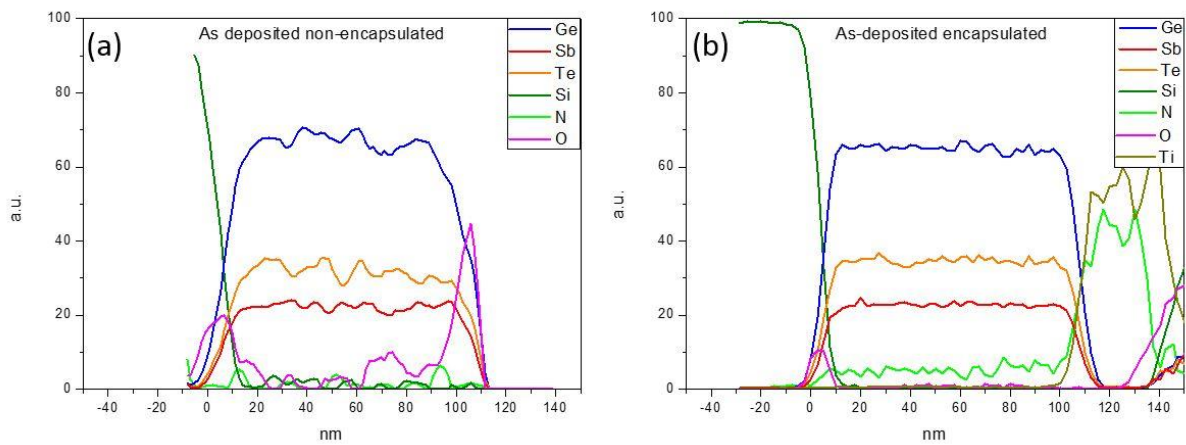 (a)
As deposited non-encapsulated
Ge
Sb
Te
Si
N
O
100
80
60
40
20
0
a.u.
-40 -20 0 20 40 60 80 100 120 140
nm
(b)
As-deposited encapsulated
Ge
Sb
Te
Si
N
O
Ti
100
80
60
40
20
0
a.u.
-40 -20 0 20 40 60 80 100 120 140
nm